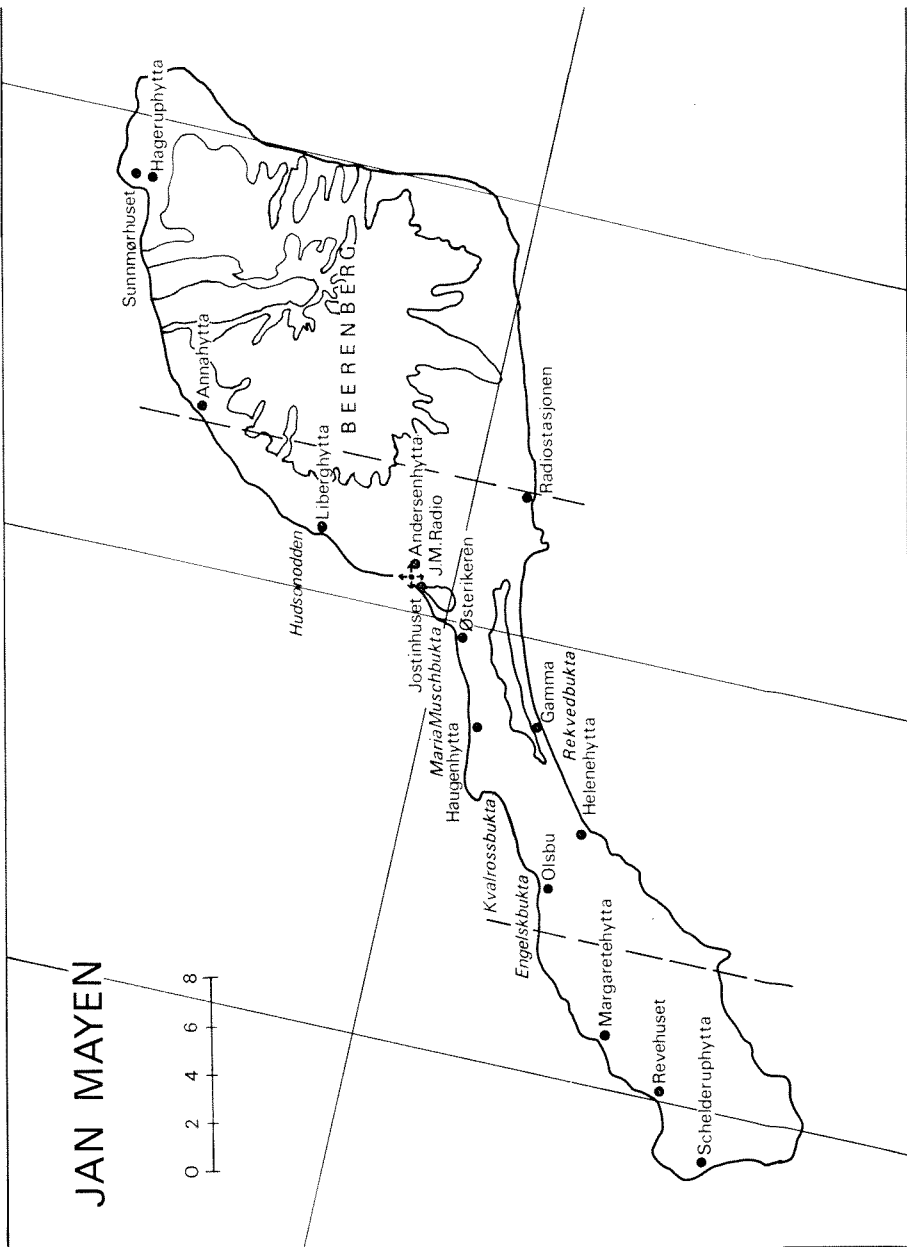 JAN MAYEN
0 2 4 6 8
Sunnmørhuset
Hageruphytta
Annahytta
BEERENBERG
Hudsonodden
Liberghytta
Andersenhytta
J.M.Radio
Jostinhuset
MariaMuschbukta
Østerikeren
Radiostasjonen
Haugenhytta
Gamma
Rekvedbukta
Helenehytta
Kvalrossbukta
Engelskbukta
Olsbu
Margaretehytta
Revehuset
Schelderuphytta